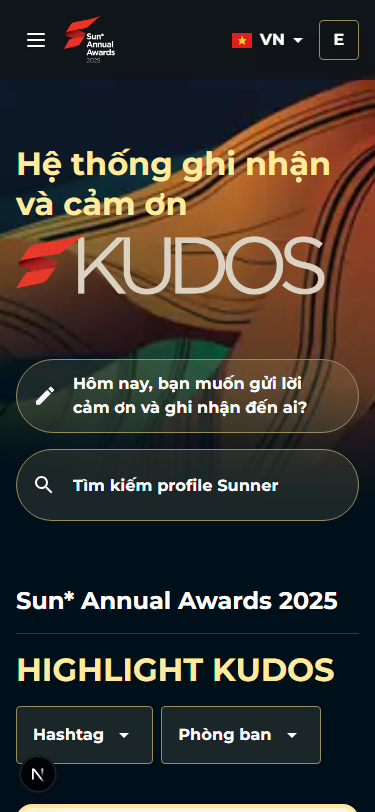 Sun*
Annual
Awards
2025
VN
E
Hệ thống ghi nhận
và cảm ơn
KUDOS
Hôm nay, bạn muốn gửi lời
cảm ơn và ghi nhận đến ai?
Tìm kiếm profile Sunner
Sun* Annual Awards 2025
HIGHLIGHT KUDOS
Hashtag
Phòng ban
N